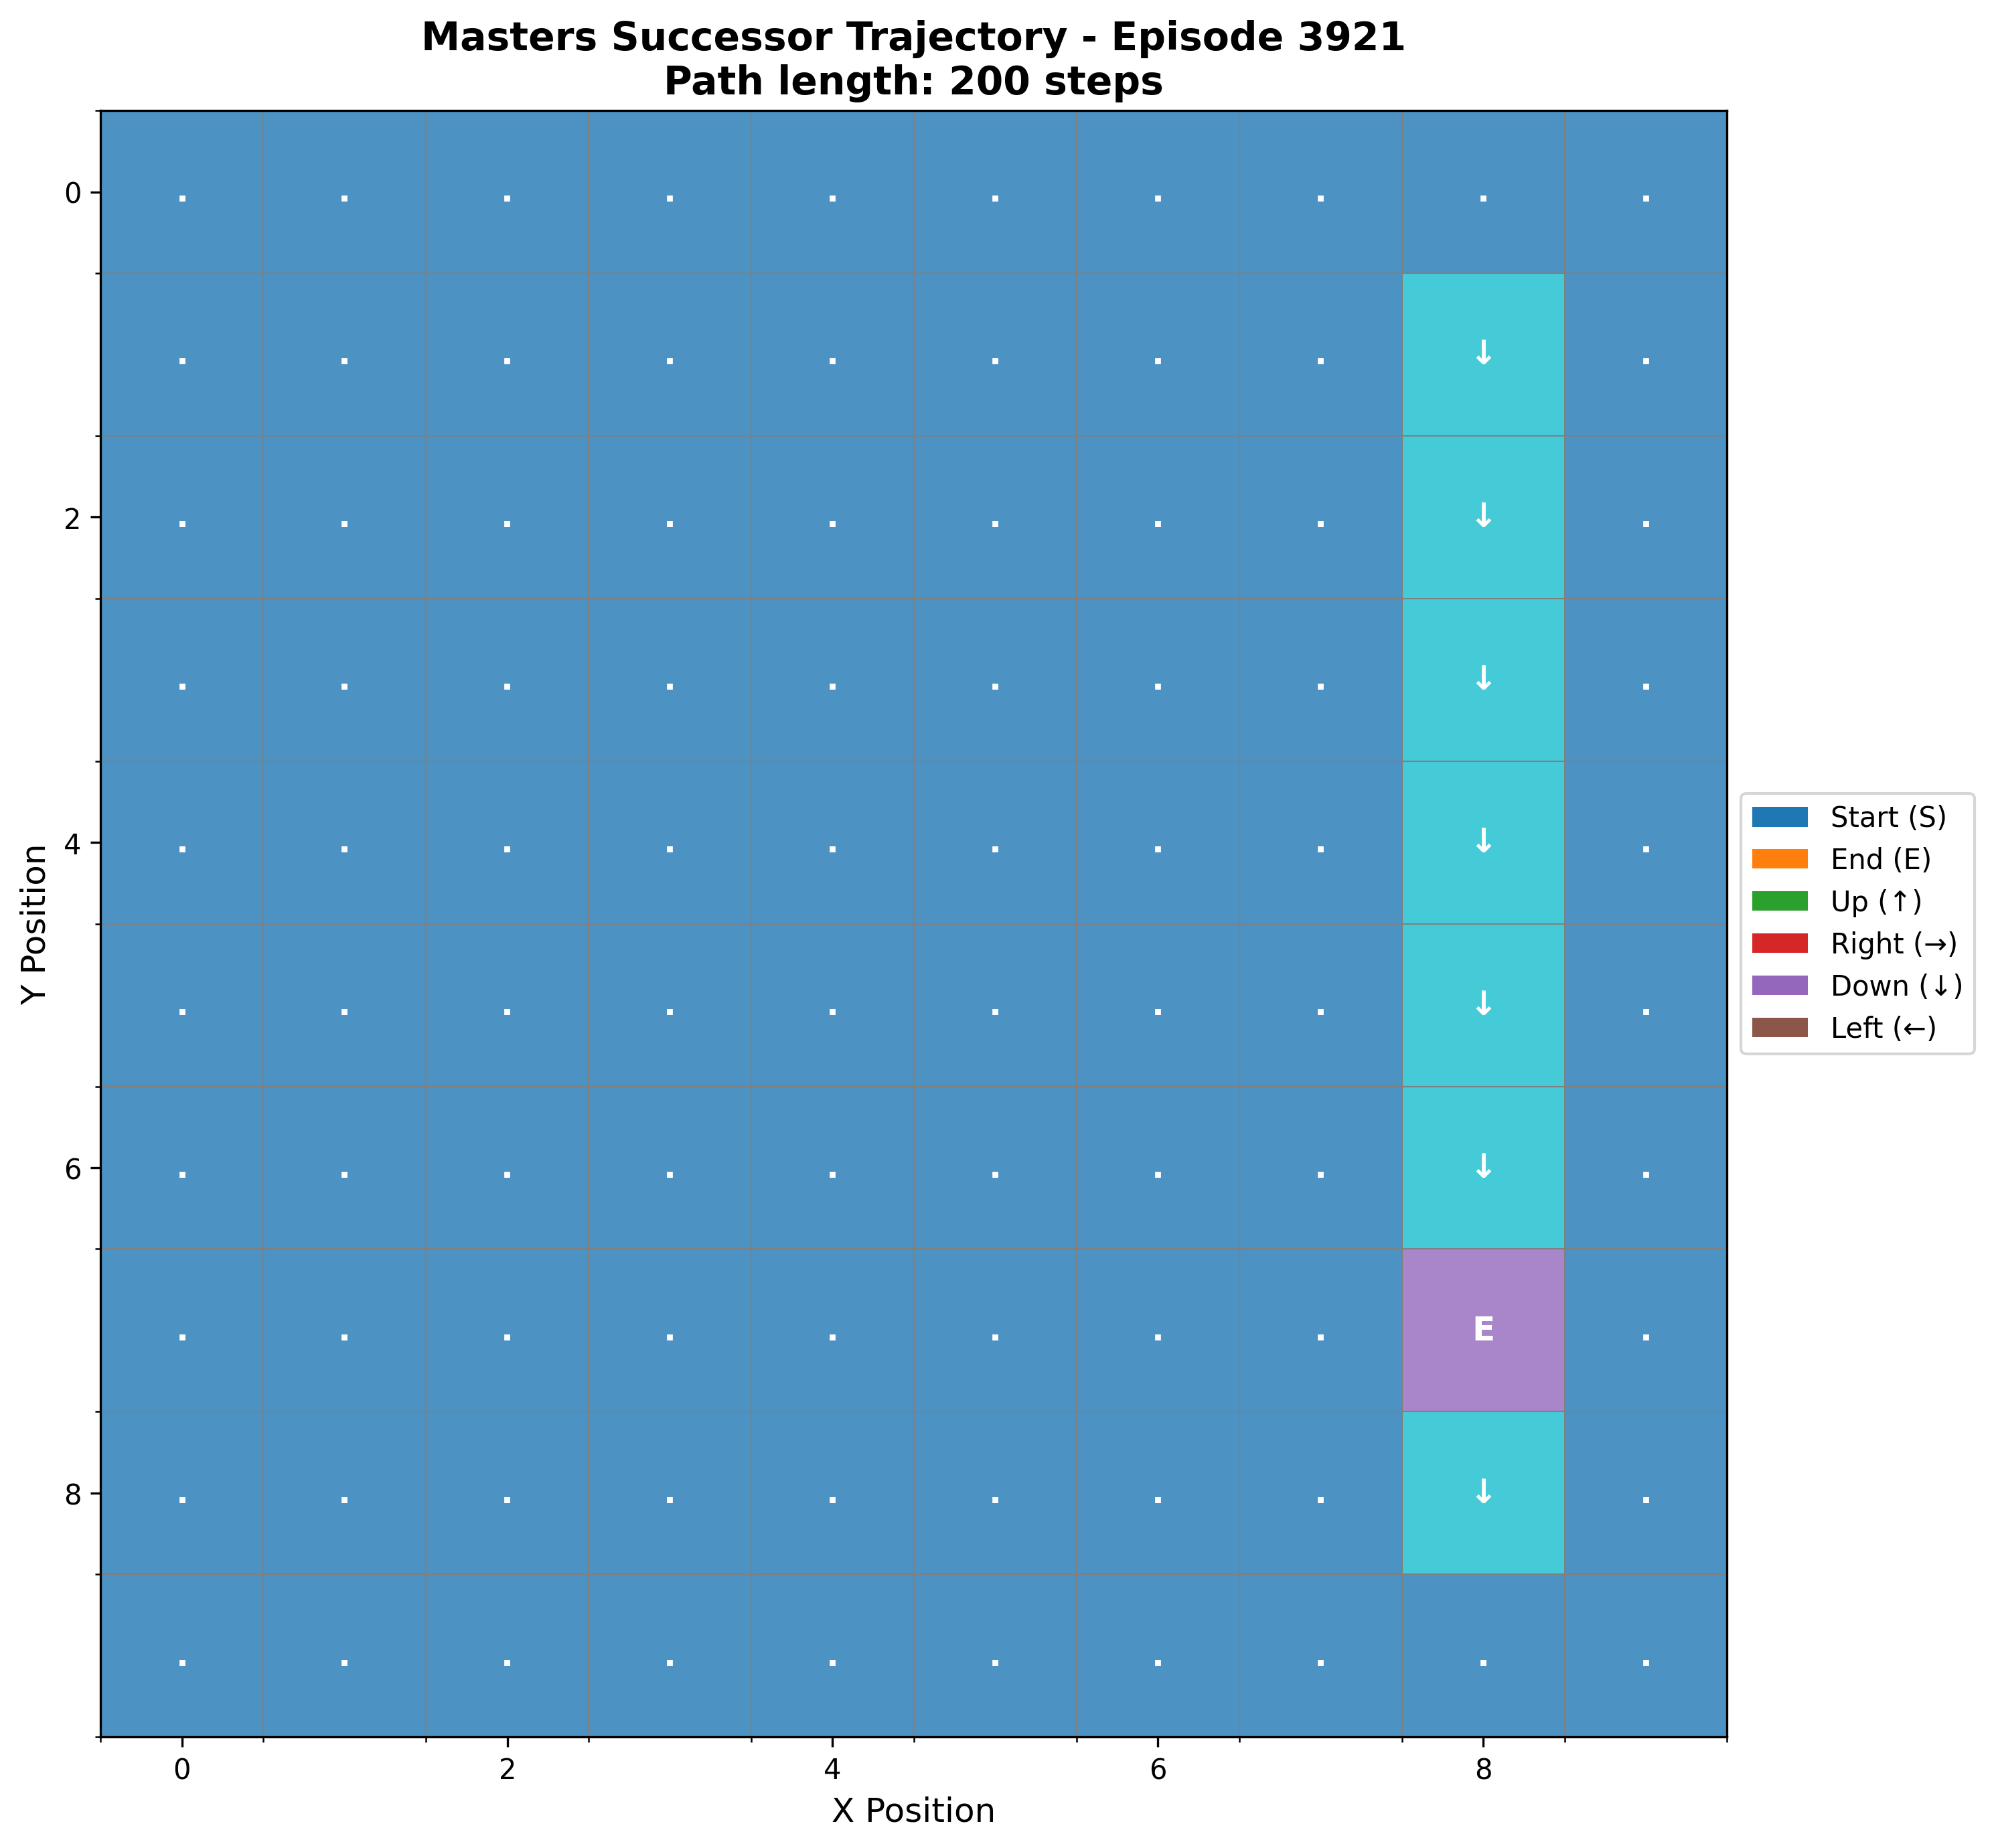 Masters Successor Trajectory - Episode 3921
Path length: 200 steps
0
↓
2
↓
↓
4
↓
↓
6
↓
E
8
↓
0 2 4 6 8
X Position
Y Position
Start (S)
End (E)
Up (↑)
Right (→)
Down (↓)
Left (←)